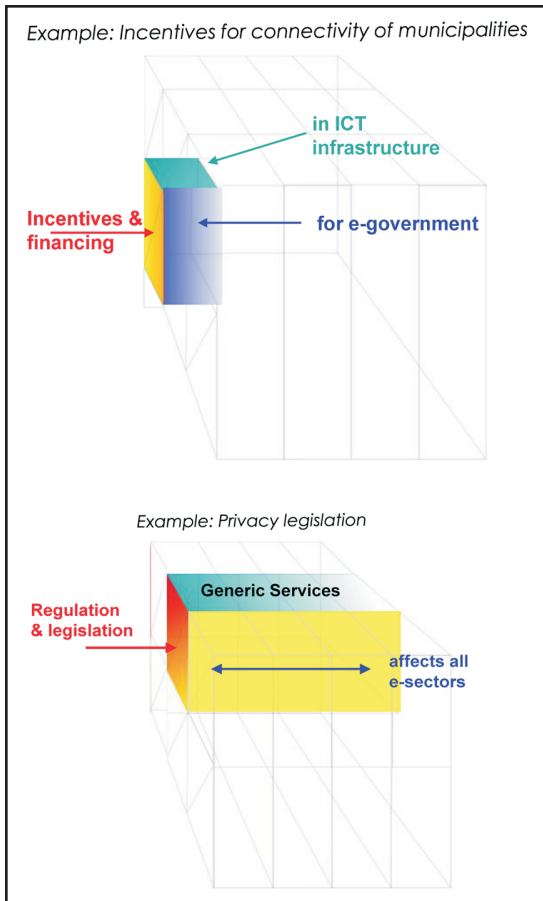 Example: Incentives for connectivity of municipalities
in ICT
infrastructure
Incentives &
financing
for e-government
Example: Privacy legislation
Generic Services
Regulation
& legislation
affects all
e-sectors